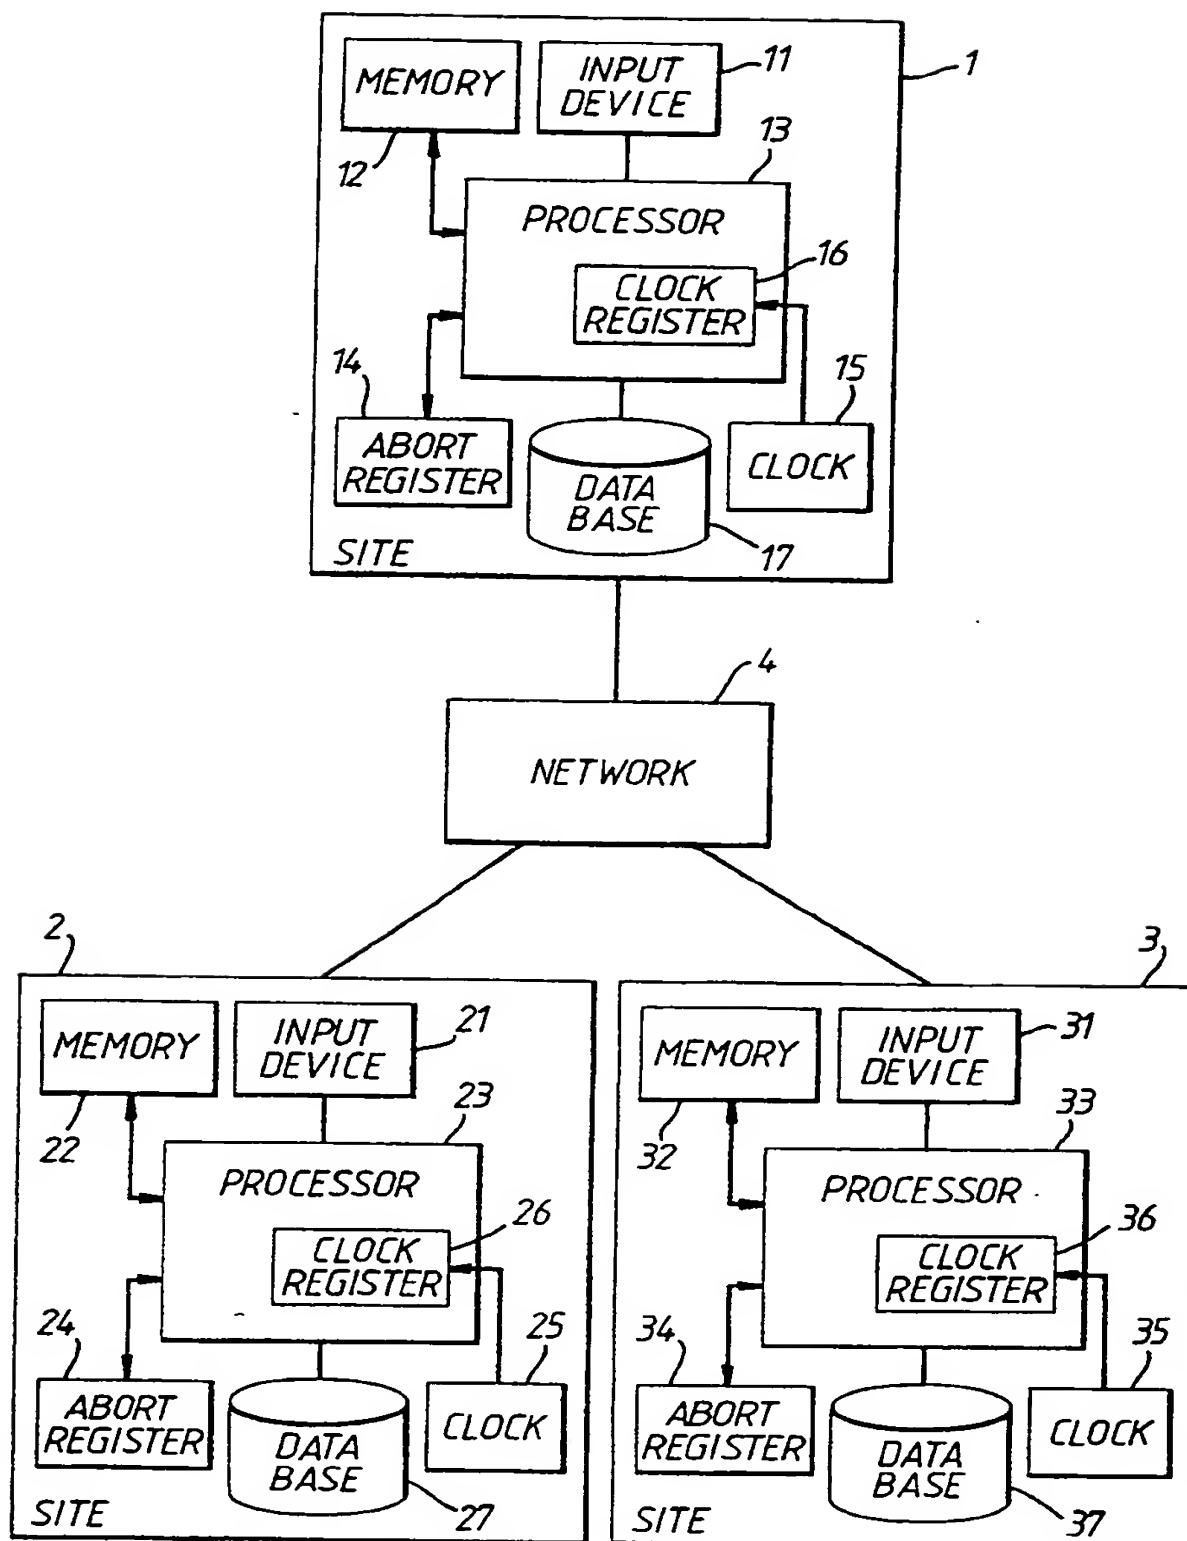 MEMORY
INPUT
DEVICE
11
1
12
13
PROCESSOR
16
CLOCK
REGISTER
14
15
ABORT
REGISTER
DATA
BASE
CLOCK
17
SITE
4
NETWORK
2
MEMORY
INPUT
DEVICE
21
22
23
PROCESSOR
26
CLOCK
REGISTER
24
25
ABORT
REGISTER
DATA
BASE
CLOCK
27
SITE
3
MEMORY
INPUT
DEVICE
31
32
33
PROCESSOR
36
CLOCK
REGISTER
34
35
ABORT
REGISTER
DATA
BASE
CLOCK
37
SITE